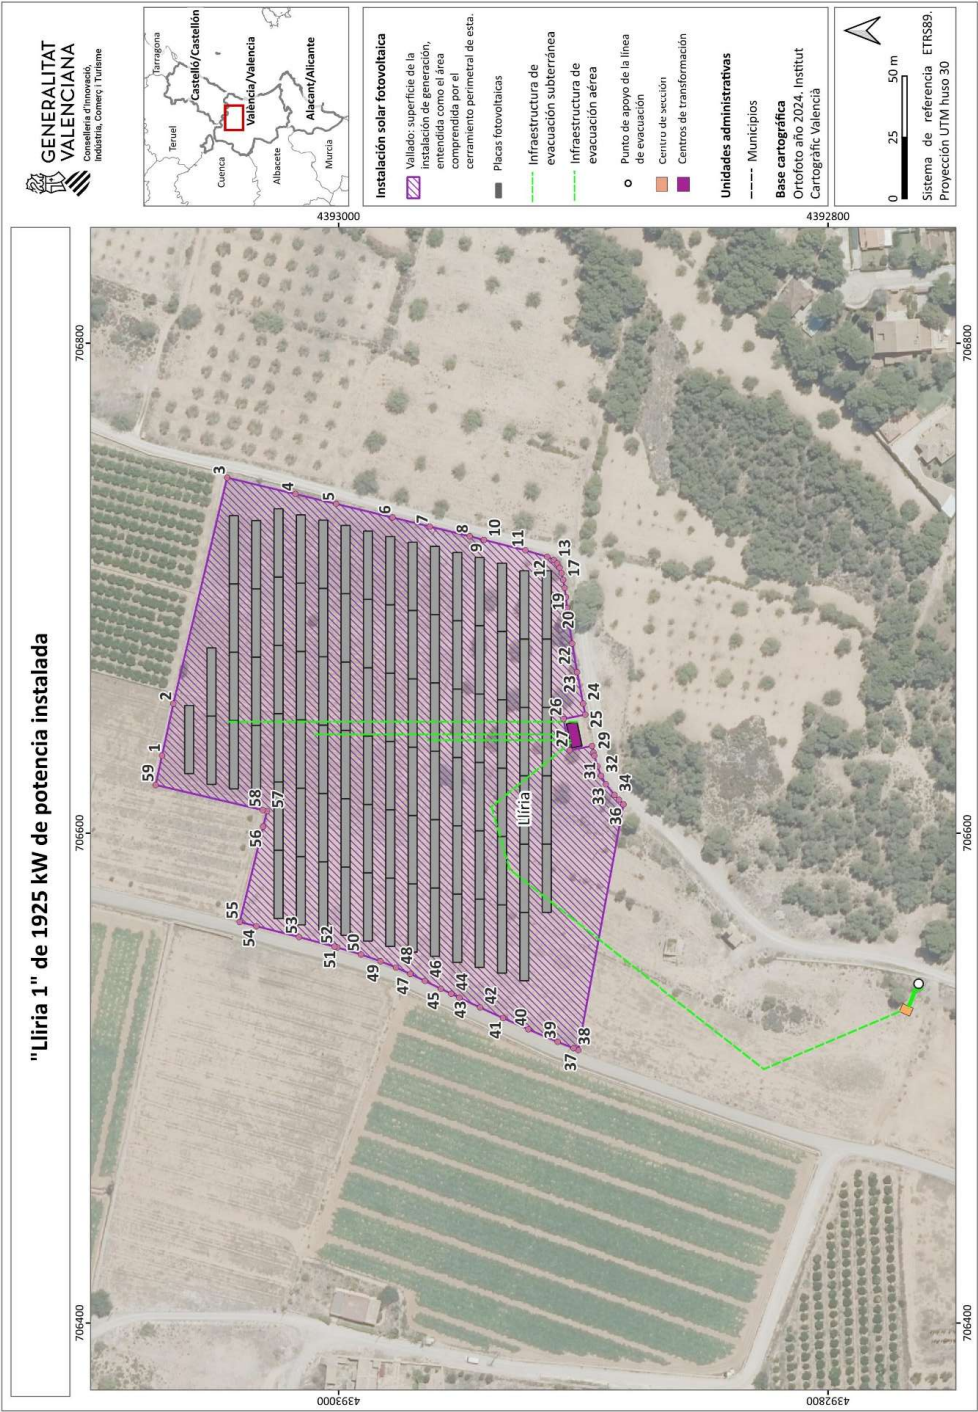 "Lliria 1" de 1925 kW de potencia instalada
GENERALITAT
VALENCIANA
Conselleria d'Innovació,
Indústria, Comerç i Turisme
Tarragona
Teruel
Castelló/Castellón
Cuenca
València/Valencia
Albacete
Alacant/Alicante
Murcia
Instalación solar fotovoltaica
Vallado: superficie de la
instalación de generación,
entendida como el área
comprendida por el
cerramiento perimetral de esta.
Placas fotovoltaicas
Infraestructura de
evacuación subterránea
Infraestructura de
evacuación aérea
Punto de apoyo de la línea
de evacuación
Centro de sección
Centros de transformación
Unidades administrativas
Municipios
Base cartográfica
Ortofoto año 2024. Institut
Cartogràfic Valencià
0 25 50 m
Sistema de referencia ETRS89.
Proyección UTM huso 30
706400
706600
706800
4393000
4392800
4393000
4392800
706400
706600
706800
59
1
2
3
4
5
6
7
8
9
10
11
12
13
17
19
20
22
23
24
25
26
27
29
31
32
33
34
36
37
38
39
40
41
42
43
44
45
46
47
48
49
50
51
52
53
54
55
56
57
58
Llíria